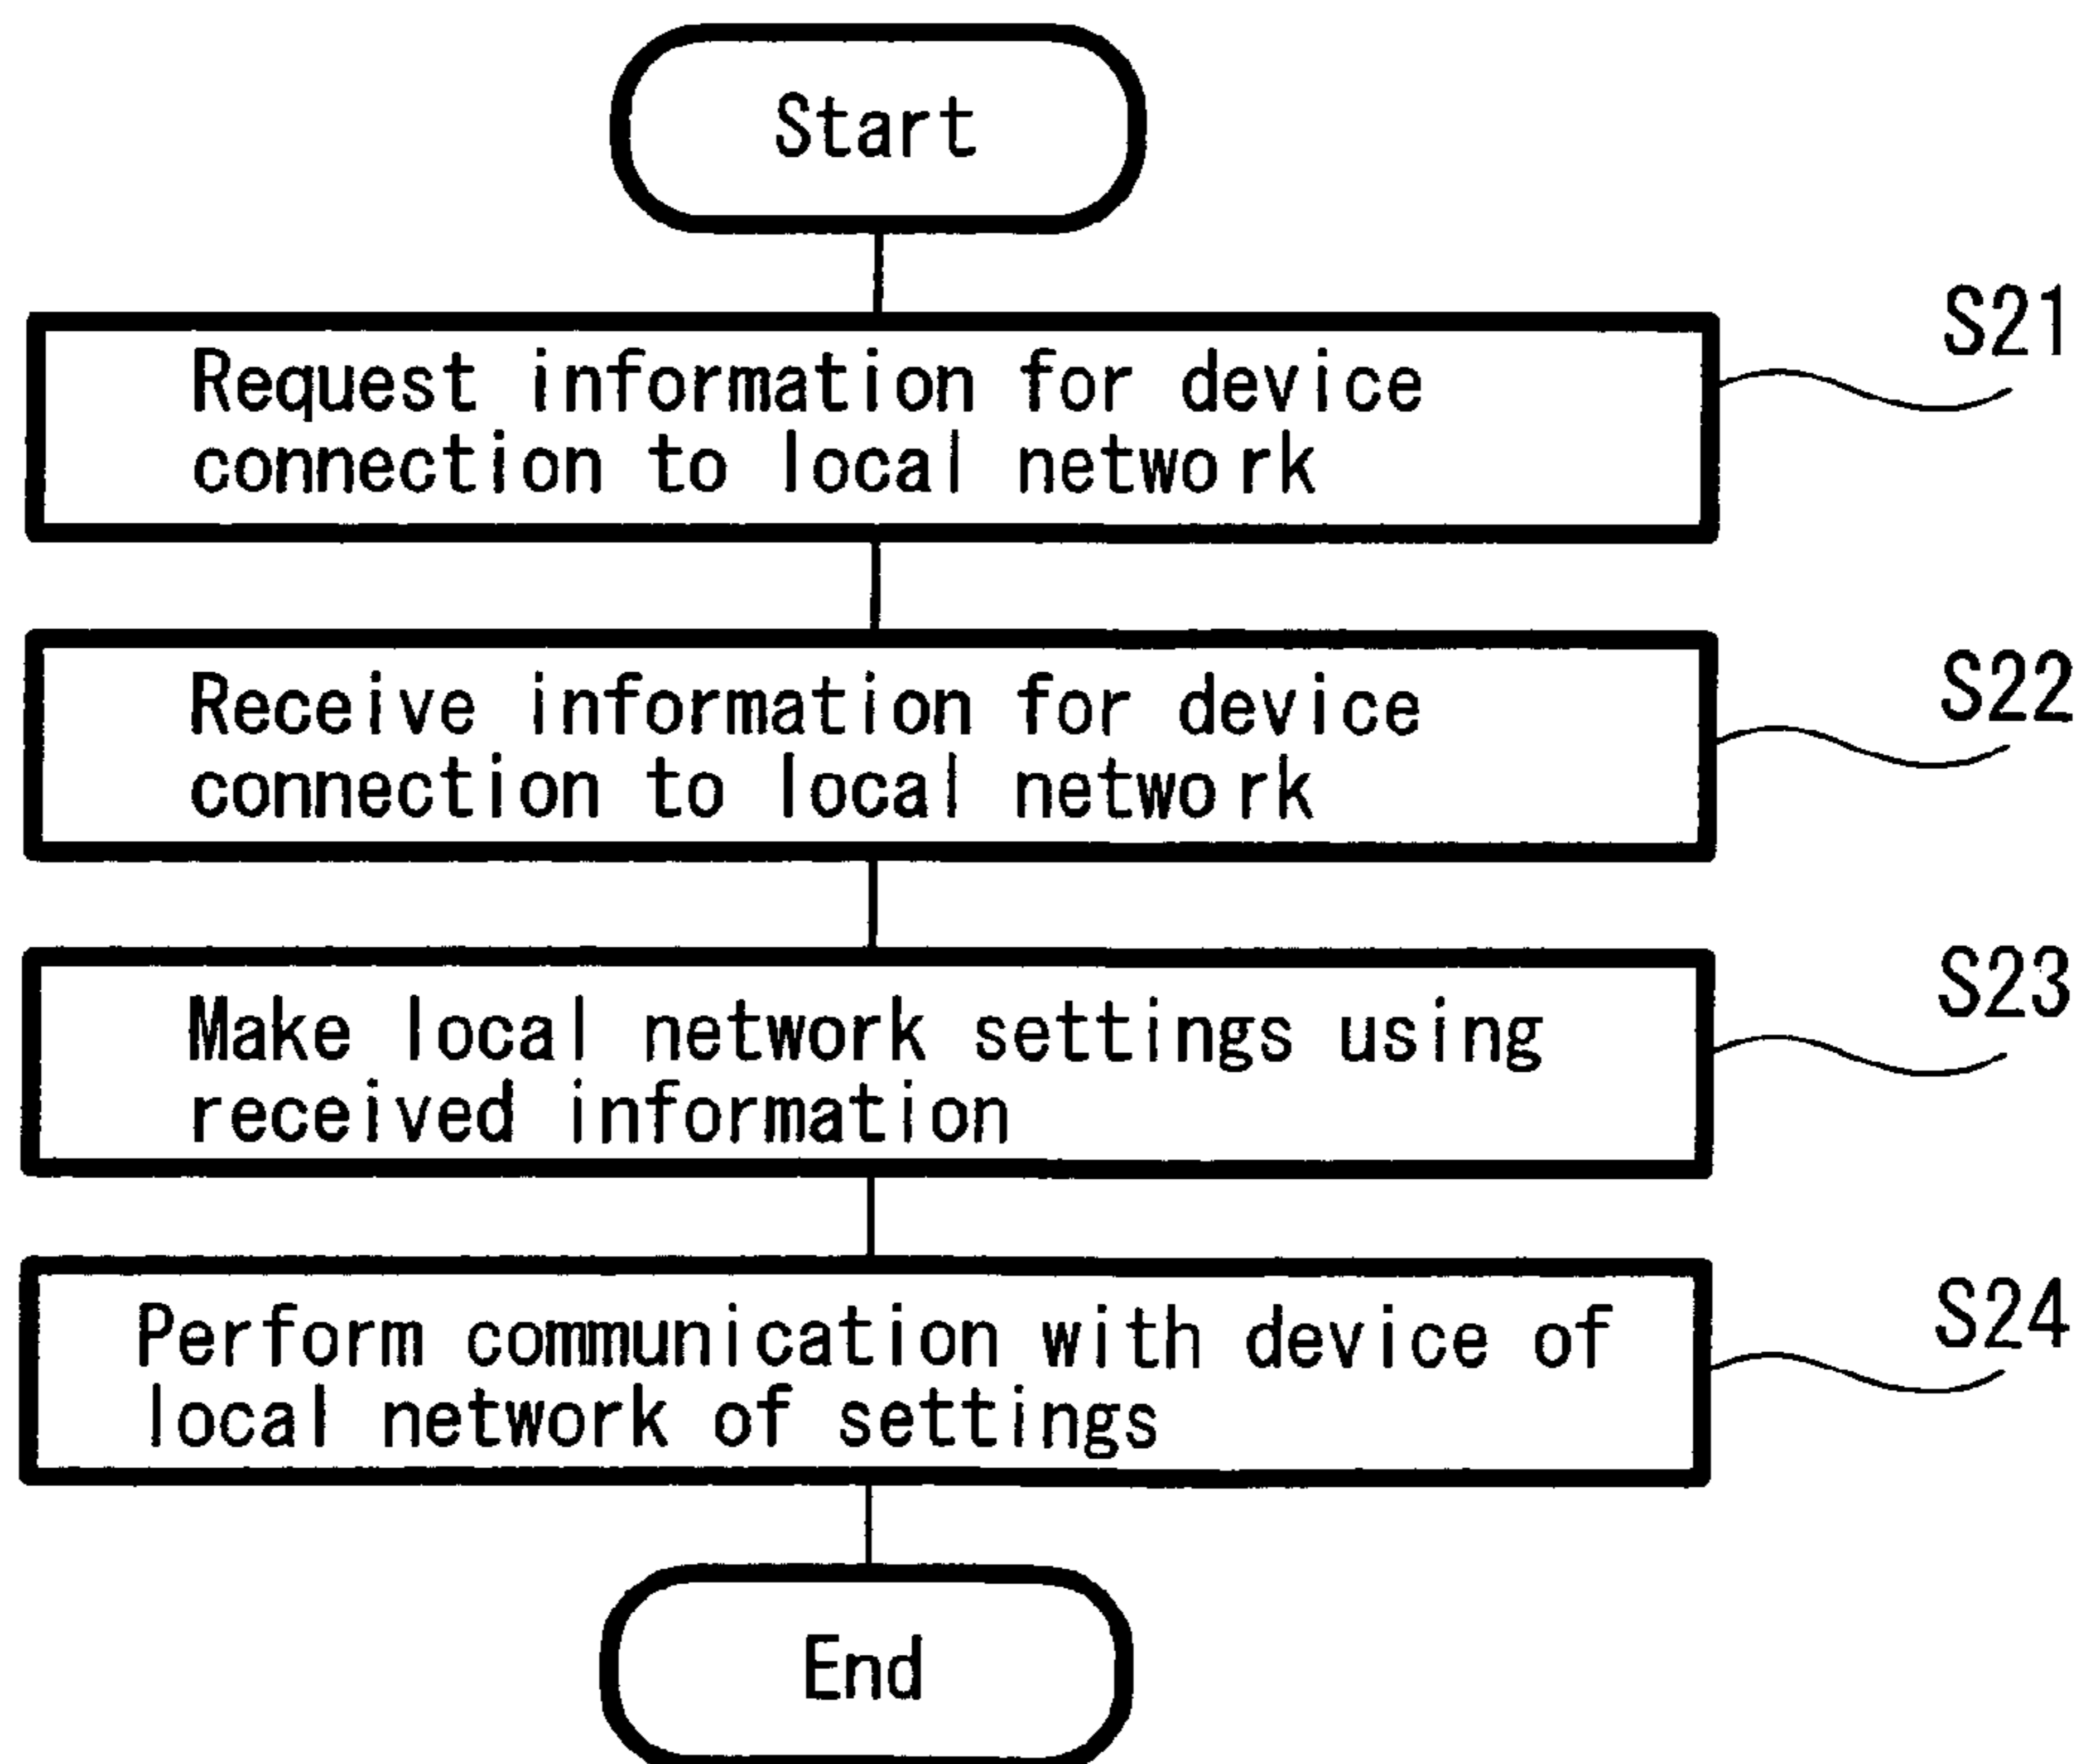 Start
S21
Request information for device
connection to local network
S22
Receive information for device
connection to local network
S23
Make local network settings using
received information
S24
Perform communication with device of
local network of settings
End